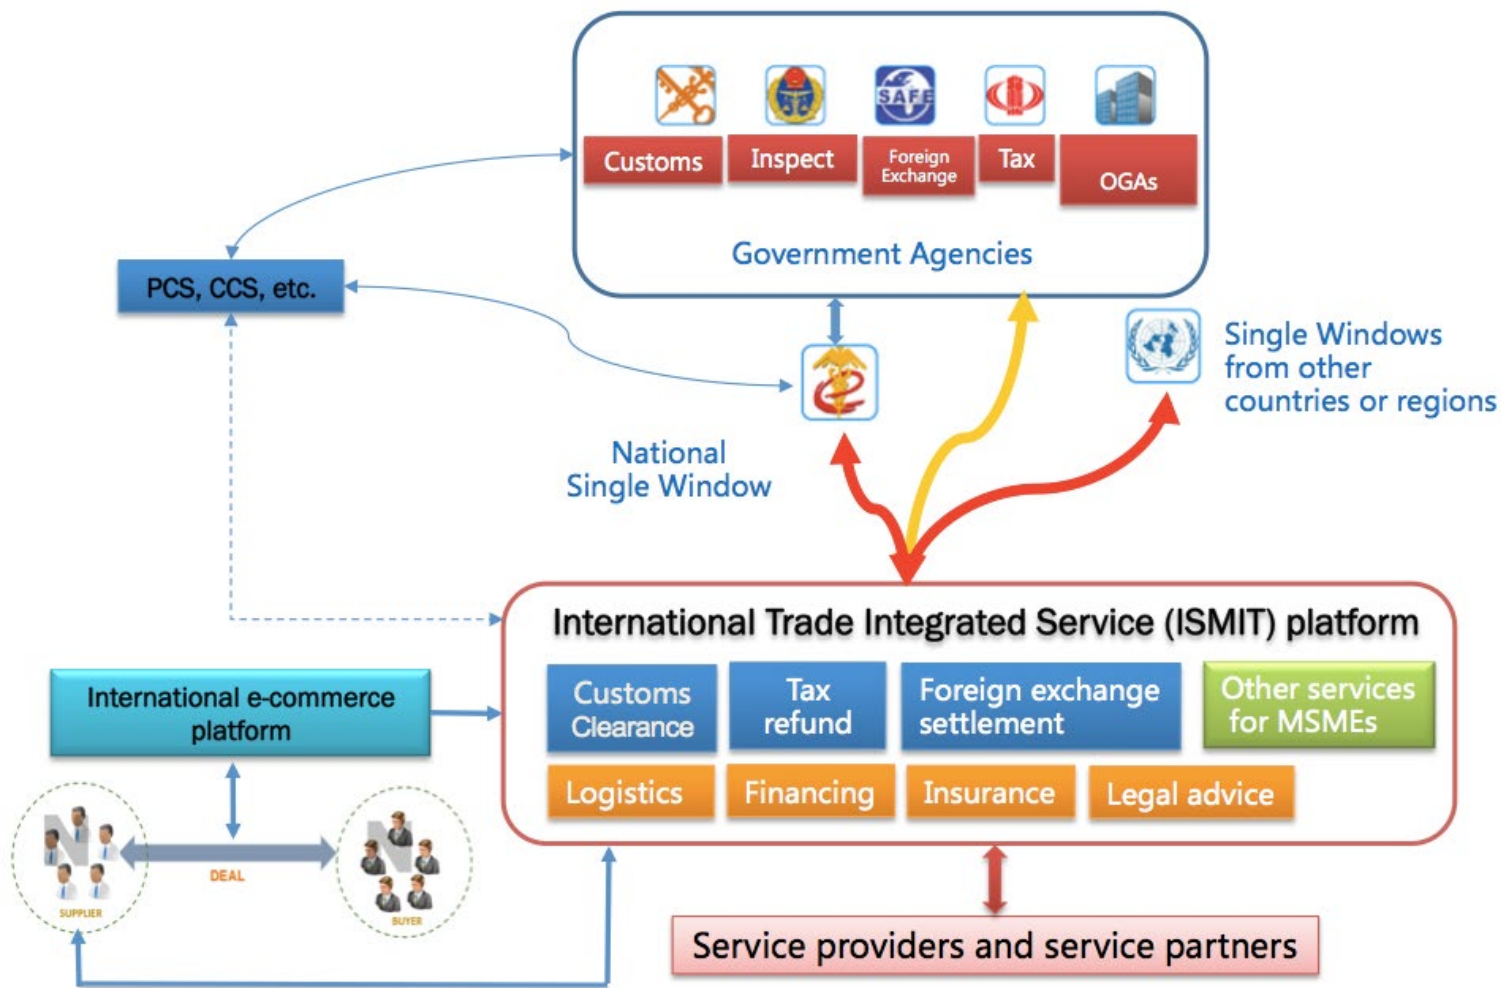 SAFE
Customs
Inspect
Foreign
Exchange
Tax
OGAs
Government Agencies
PCS, CCS, etc.
Single Windows
from other
countries or regions
National
Single Window
International Trade Integrated Service (ISMIT) platform
Customs
Clearance
Tax
refund
Foreign exchange
settlement
Other services
for MSMEs
Logistics
Financing
Insurance
Legal advice
International e-commerce
platform
N
N
DEAL
SUPPLIER
BUYER
Service providers and service partners